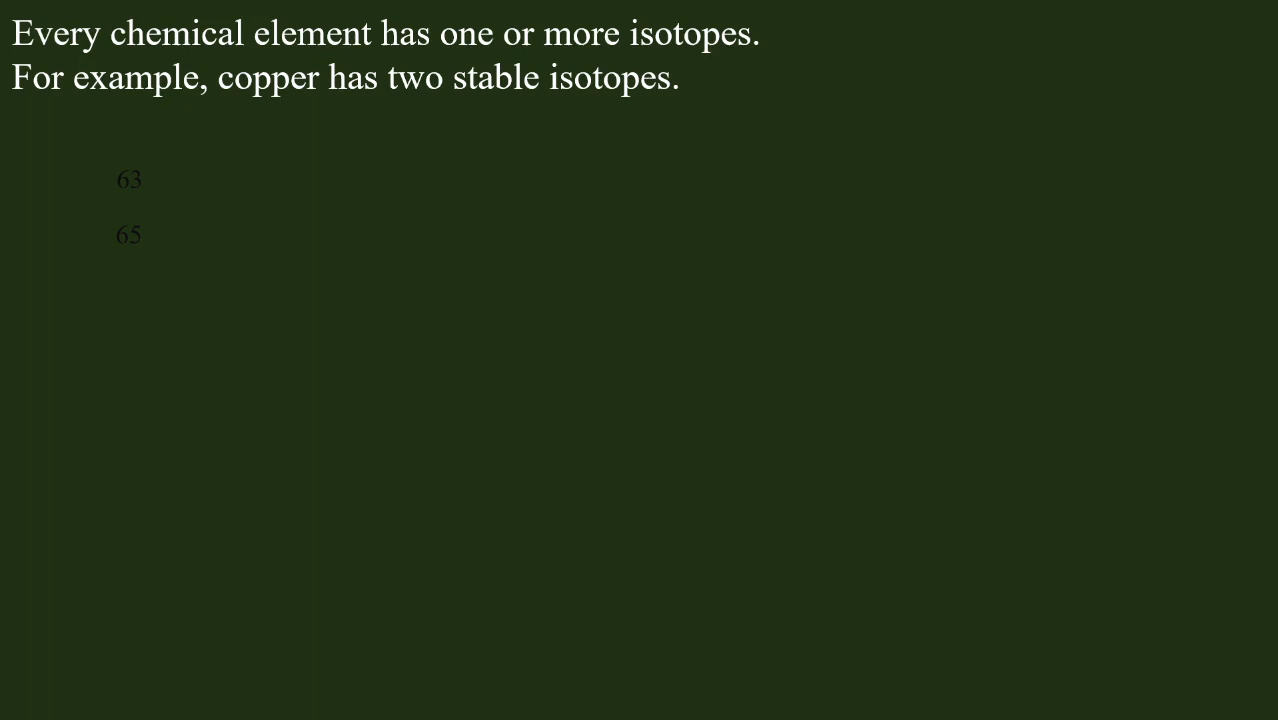 Every chemical element has one or more isotopes.
For example, copper has two stable isotopes.
63
65